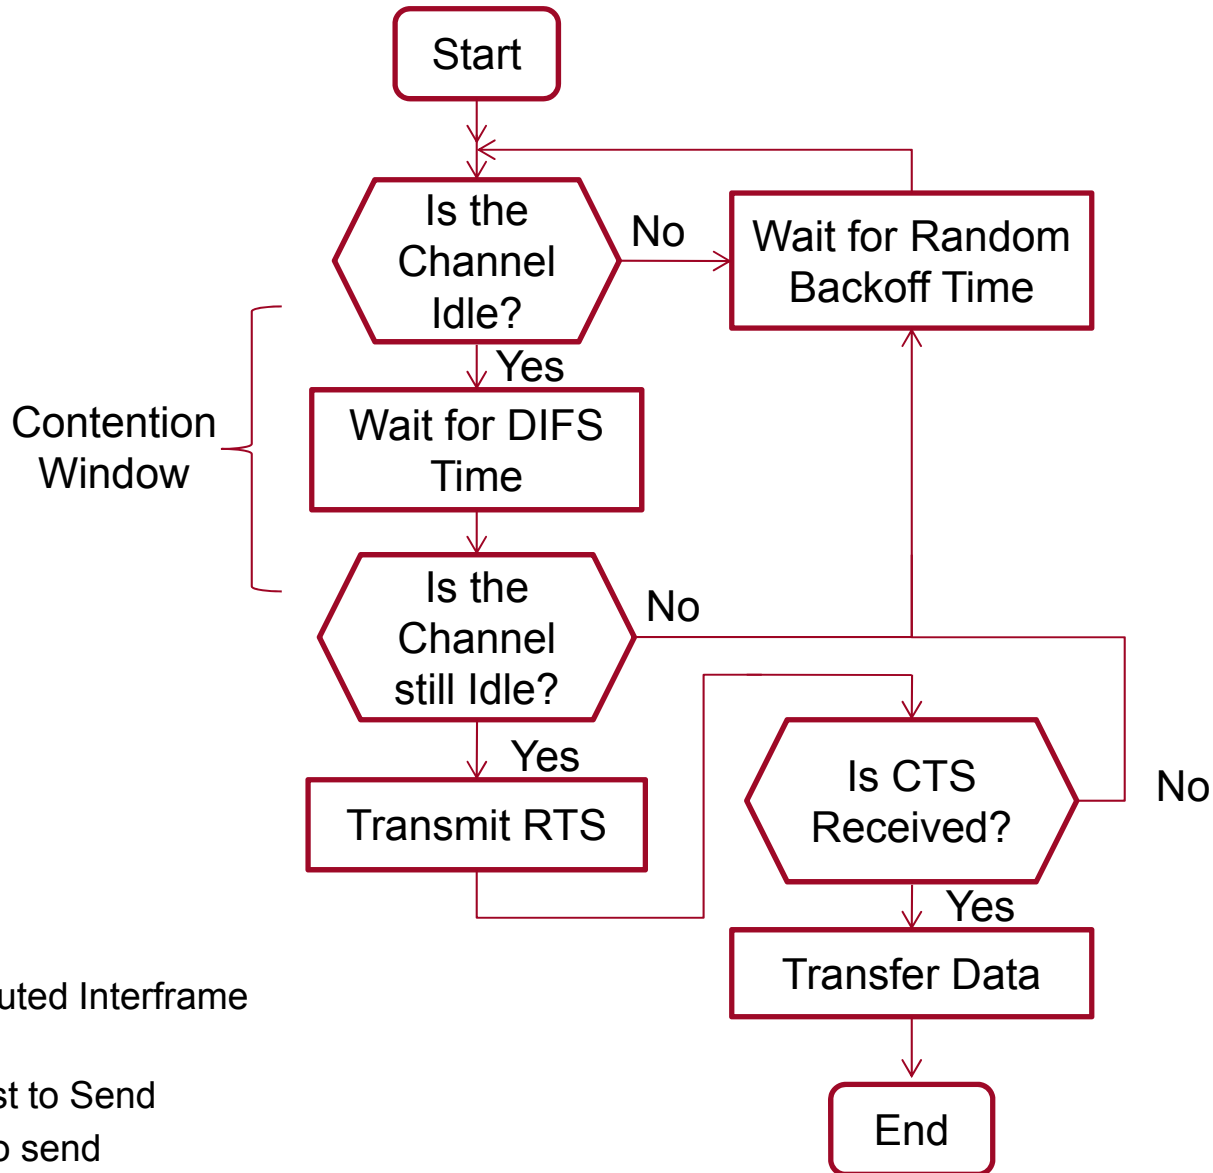 Start
Is the
Channel
Idle?
No
Wait for Random
Backoff Time
Yes
Contention
Window
Wait for DIFS
Time
Is the
Channel
still Idle?
No
Yes
Transmit RTS
Is CTS
Received?
No
Yes
Transfer Data
End
Interframe
to Send
send